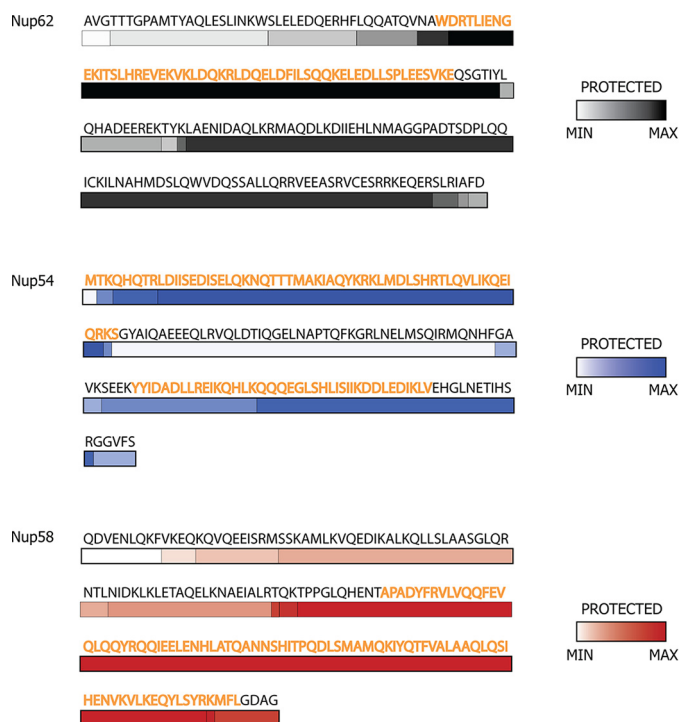 Nup62
AVGTTTGPAMTYAQLESLINKWSLELEDQERHFLQQATQVNAWDRTLIENG
EKITSLHREVEKVKLDQKRLDQELDFILSQQKELEDLLSPLEESVKEQSGTIYL
PROTECTED
MIN MAX
QHADEEREKTYKLAENIDAQLKRMAQDLKDIIEHLNMAGGPADTSDPLQQ
ICKILNAHMDSLQWVDQSSALLQRRVEEASRVCESRRKEQERSLRIAFD
Nup54
MTKQHQTRLDIISEDISELQKNQTTTMAKIAQYKRKLMDLSHRTLQVLIKQEI
QRKSGYAIQAEEEQLRVQLDTIQGELNAPTQFKGRLNELMSQIRMQNHFGA
PROTECTED
MIN MAX
VKSEEKYYIDADLLREIKQHLKQQQEGLSHLISIIKDDLEDIKLVEHGLNETIHS
RGGVFS
Nup58
QDVENLQKFVKEQKQVQEEISRMSSKAMLKVQEDIKALKQLLSLAASGLQR
NTLNIDKLKLETAQELKNAEIALRTQKTPPGLQHENTAPADYFRVLVQQFEV
PROTECTED
MIN MAX
QLQQYRQQIEELENHLATQANNSHITPQDLSMAMQKIYQTFVALAAQLQSI
HENVKVLKEQYLSYRKMFLGDAG